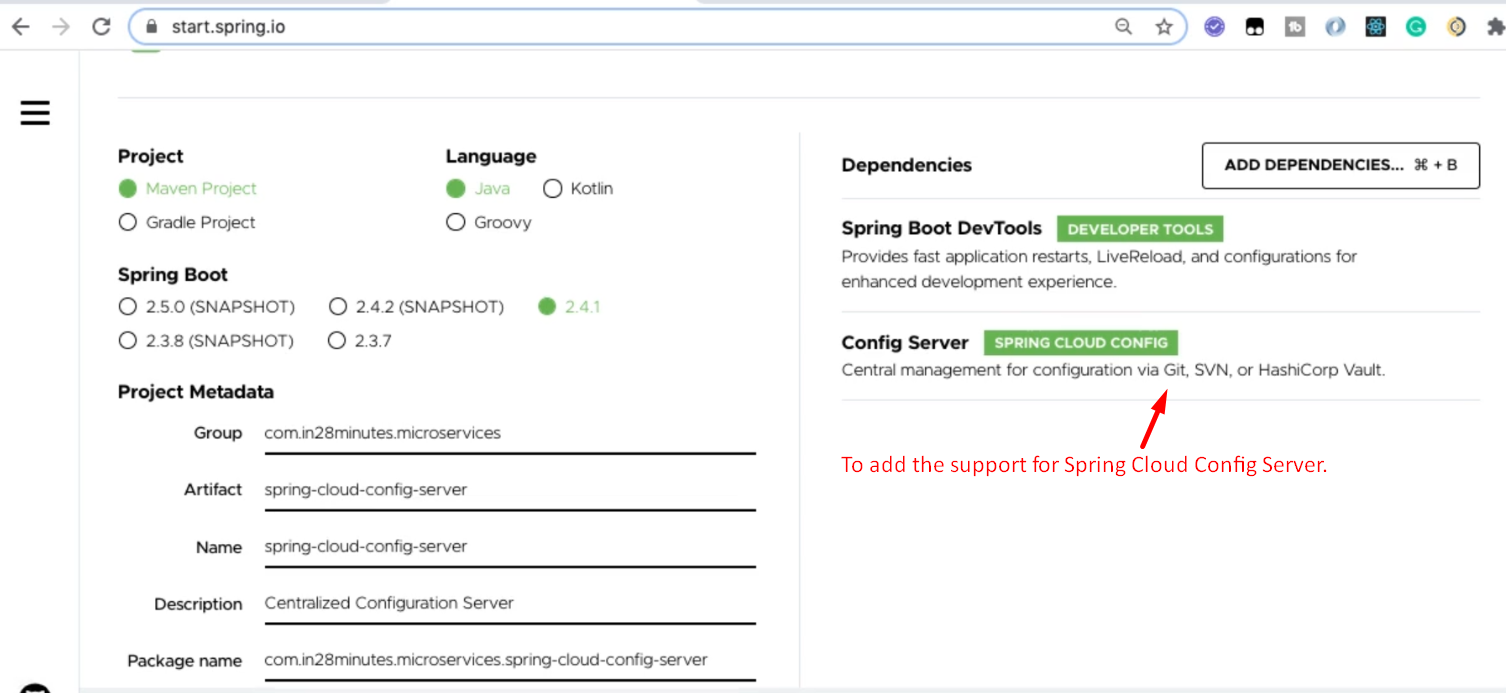 start.spring.io
Project
Maven Project
Gradle Project
Language
Java Kotlin
Groovy
Spring Boot
2.5.0 (SNAPSHOT) 2.4.2 (SNAPSHOT) 2.4.1
2.3.8 (SNAPSHOT) 2.3.7
Project Metadata
Group com.in28minutes.microservices
Artifact spring-cloud-config-server
Name spring-cloud-config-server
Description Centralized Configuration Server
Package name com.in28minutes.microservices.spring-cloud-config-server
Dependencies ADD DEPENDENCIES... ⌘ + B
Spring Boot DevTools DEVELOPER TOOLS
Provides fast application restarts, LiveReload, and configurations for
enhanced development experience.
Config Server SPRING CLOUD CONFIG
Central management for configuration via Git, SVN, or HashiCorp Vault.
To add the support for Spring Cloud Config Server.